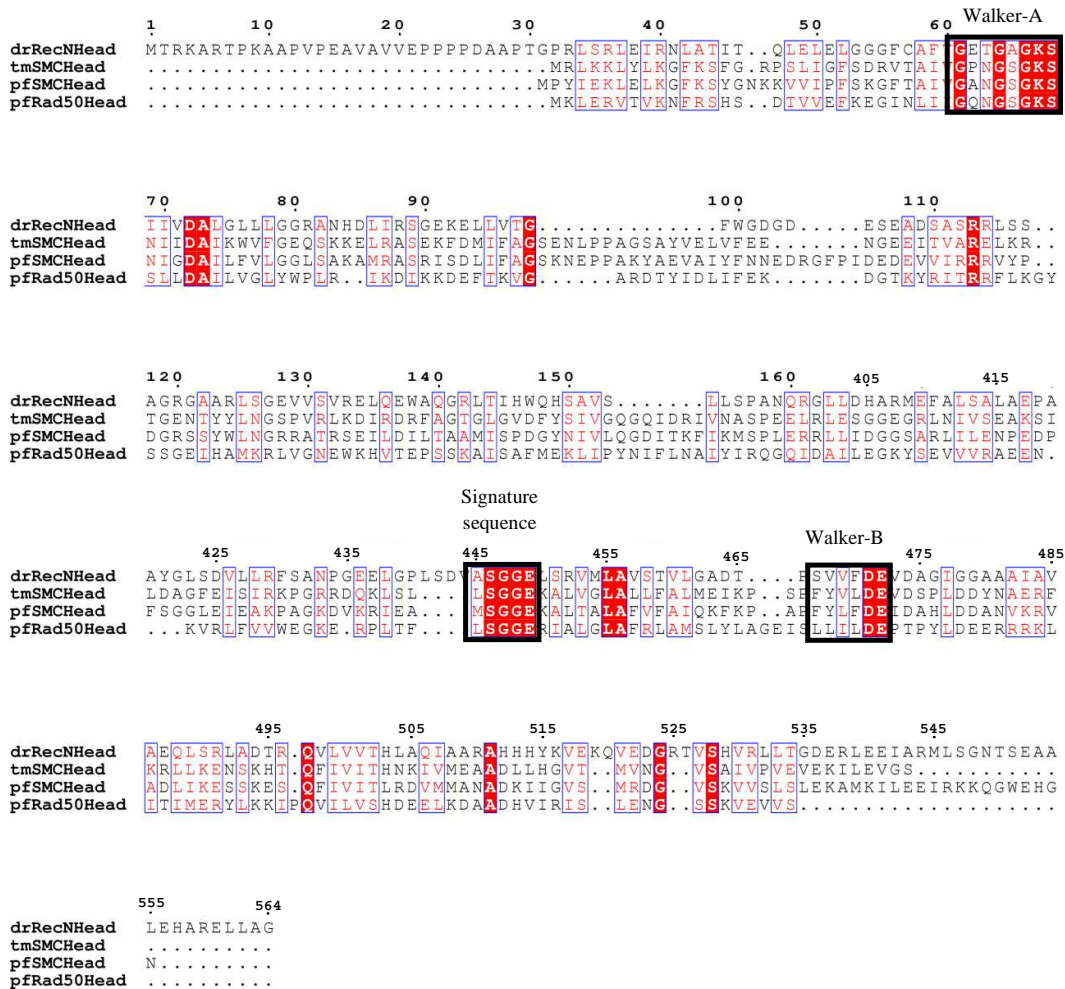 Walker-A
1 10 20 30 40 50 60
drRecNHead MTRKARTPKAAPVPEAVAVVEPPPPDAAPTGPRLSRLEIRNLATIT..QLELELGGGFCAFTGETGAGKS
tmSMCHead ...............................MRLKKLYLKGFKSFG.RPSLIGFSDRVTAIVGPNGSGKS
pfSMCHead ..............................MPYIEKLELKGFKSYGNKKVVIPFSKGFTAIVGANGSGKS
pfRad50Head ...............................MKLERVTVKNFRSHS..DTVVEFKEGINLIIGQNGSGKS
70 80 90 100 110
drRecNHead IIVDALGLLLGGRANHDLIRSGEKELLVTG..............FWGDGD.....ESEADSASRRLSS..
tmSMCHead NIIDAIKWVFGEQSKKELRASEKFDMIFAGSENLPPAGSAYVELVFEE.......NGEEITVARELKR..
pfSMCHead NIGDAILFVLGGLSAKAMRASRISDLIFAGSKNEPPAKYAEVAIYFNNEDRGFPIDEDEVVIRRRVYP..
pfRad50Head SLLDAILVGLYWPLR..IKDIKKDEFTKVG......ARDTYIDLIFEK.......DGTKYRITRRFLKGY
120 130 140 150 160 405 415
drRecNHead AGRGAARLSGEVVSVRELQEWAQGRLTIHWQHSAVS.......LLSPANQRGLLDHARMEFALSALAEPA
tmSMCHead TGENTYYLNGSPVRLKDIRDRFAGTGLGVDFYSIVGQGQIDRIVNASPEELRLESGGEGRLNIVSEAKSI
pfSMCHead DGRSSYWLNGRRATRSEILDILTAAMISPDGYNIVLQGDITKFIKMSPLERRLLIDGGSARLILENPEDP
pfRad50Head SSGEIHAMKRLVGNEWKHVTEPSSKAISAFMEKLIPYNIFLNAIYIRQGQIDAILEGKYSEVVVRAEEN.
Signature
sequence
Walker-B
425 435 445 455 465 475 485
drRecNHead AYGLSDVLLRFSANPGEELGPLSDVASGGELSRVMLAVSTVLGADT....PSVVFDEVDAGIGGAAAIAV
tmSMCHead LDAGFEISIRKPGRRDQKLSL....LSGGEKALVGLALLFALMEIKP..SPFYVLDEVDSPLDDYNAERF
pfSMCHead FSGGLEIEAKPAGKDVKRIEA....MSGGEKALTALAFVFAIQKFKP..APFYLFDEIDAHLDDANVKRV
pfRad50Head ...KVRLFVVWEGKE.RPLTF....LSGGERIALGLAFRLAMSLYLAGEISLLILDEPTPYLDEERRRKL
495 505 515 525 535 545
drRecNHead AEQLSRLADTR.QVLVVTHLAQIAARAHHHYKVEKQVEDGRTVSHVRLLTGDERLEEIARMLSGNTSEAA
tmSMCHead KRLLKENSKHT.QFIVITHNKIVMEAADLLHGVT..MVNG..VSAIVPVEVEKILEVGS...........
pfSMCHead ADLIKESSKES.QFIVITLRDVMMANADKIIGVS..MRDG..VSKVVSLSLEKAMKILEEIRKKQGWEHG
pfRad50Head ITIMERYLKKIPQVILVSHDEELKDAADHVIRIS..LENG..SSKVEVVS....................
555 564
drRecNHead LEHARELLAG
tmSMCHead ..........
pfSMCHead N.........
pfRad50Head ..........